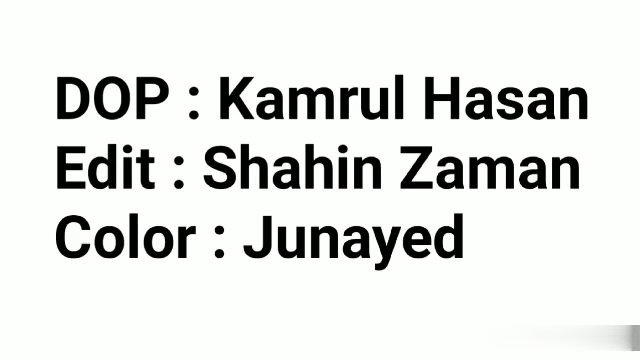 DOP : Kamrul Hasan
Edit : Shahin Zaman
Color : Junayed